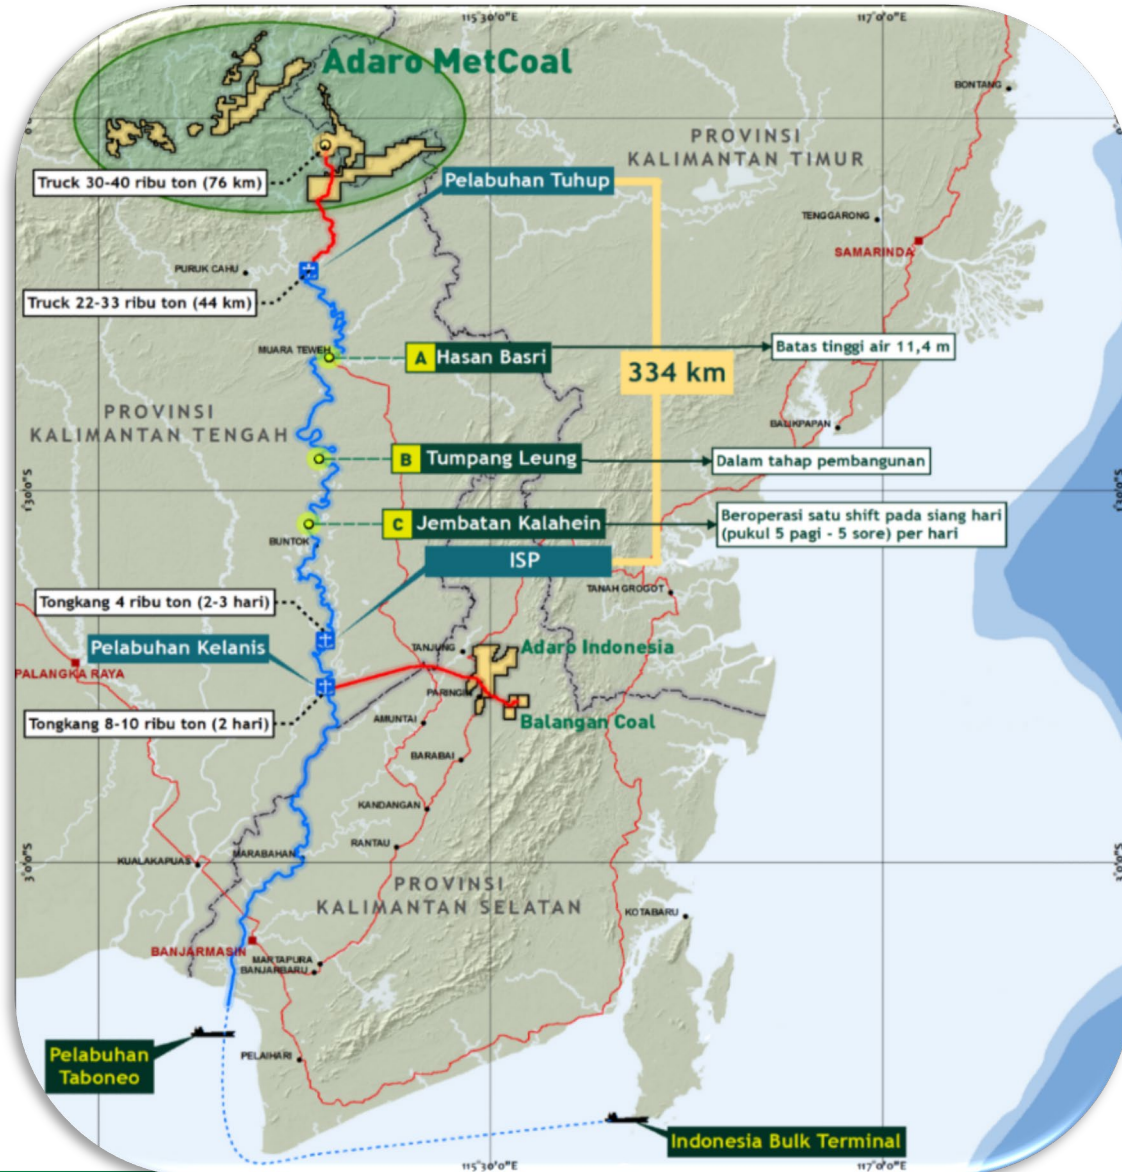 115°30'0"E
117°0'0"E
Adaro MetCoal
BONTANG
PROVINSI
KALIMANTAN TIMUR
Truck 30-40 ribu ton (76 km)
Pelabuhan Tuhup
TENGGARONG
SAMARINDA
PURUK CAHU
Truck 22-33 ribu ton (44 km)
MUARA TEWEH
A Hasan Basri
Batas tinggi air 11,4 m
334 km
PROVINSI
KALIMANTAN TENGAH
BALIKPAPAN
B Tumpang Leung
Dalam tahap pembangunan
1°30'0"S
1°30'0"S
C Jembatan Kalahein
Beroperasi satu shift pada siang hari
(pukul 5 pagi - 5 sore) per hari
BUNTOK
ISP
TANAH GROGOT
Tongkang 4 ribu ton (2-3 hari)
Pelabuhan Kelanis
TANJUNG
Adaro Indonesia
PALANGKA RAYA
PARINGIN
Tongkang 8-10 ribu ton (2 hari)
AMUNTAI
Balangan Coal
BARABAI
KANDANGAN
RANTAU
MARABAHAN
KUALAKAPUAS
3°0'0"S
3°0'0"S
PROVINSI
KALIMANTAN SELATAN
KOTABARU
BANJARMASIN
MARTAPURA
BANJARBARU
Pelabuhan
Taboneo
PELAIHARI
Indonesia Bulk Terminal
115°30'0"E
117°0'0"E